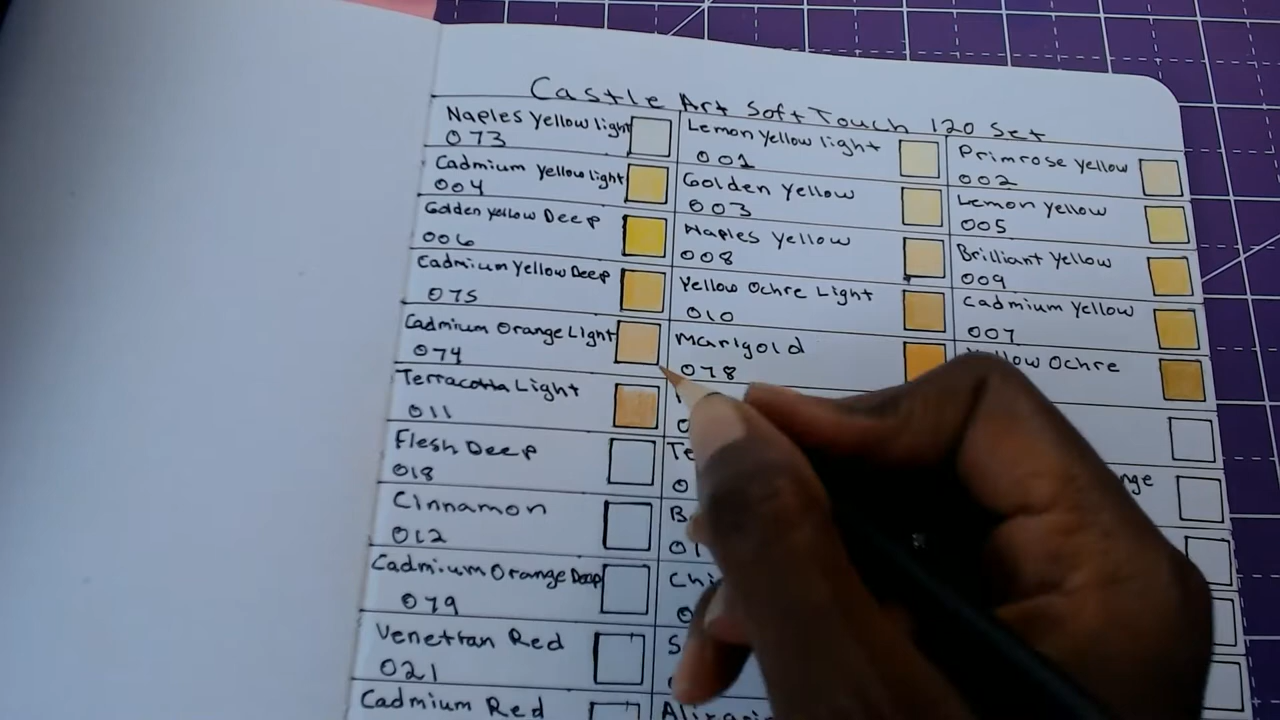 Castle Art Soft Touch 120 Set
Naples Yellow light
073
Lemon Yellow light
001
Primrose Yellow
002
Cadmium Yellow light
004
Golden Yellow
003
Lemon Yellow
005
Golden Yellow Deep
006
Naples Yellow
008
Brilliant Yellow
009
Cadmium Yellow Deep
075
Yellow Ochre Light
010
Cadmium Yellow
007
Cadmium Orange Light
074
Marigold
078
Yellow Ochre
Terracotta Light
011
Flesh Deep
018
Cinnamon
012
Cadmium Orange Deep
079
Venetian Red
021
Cadmium Red